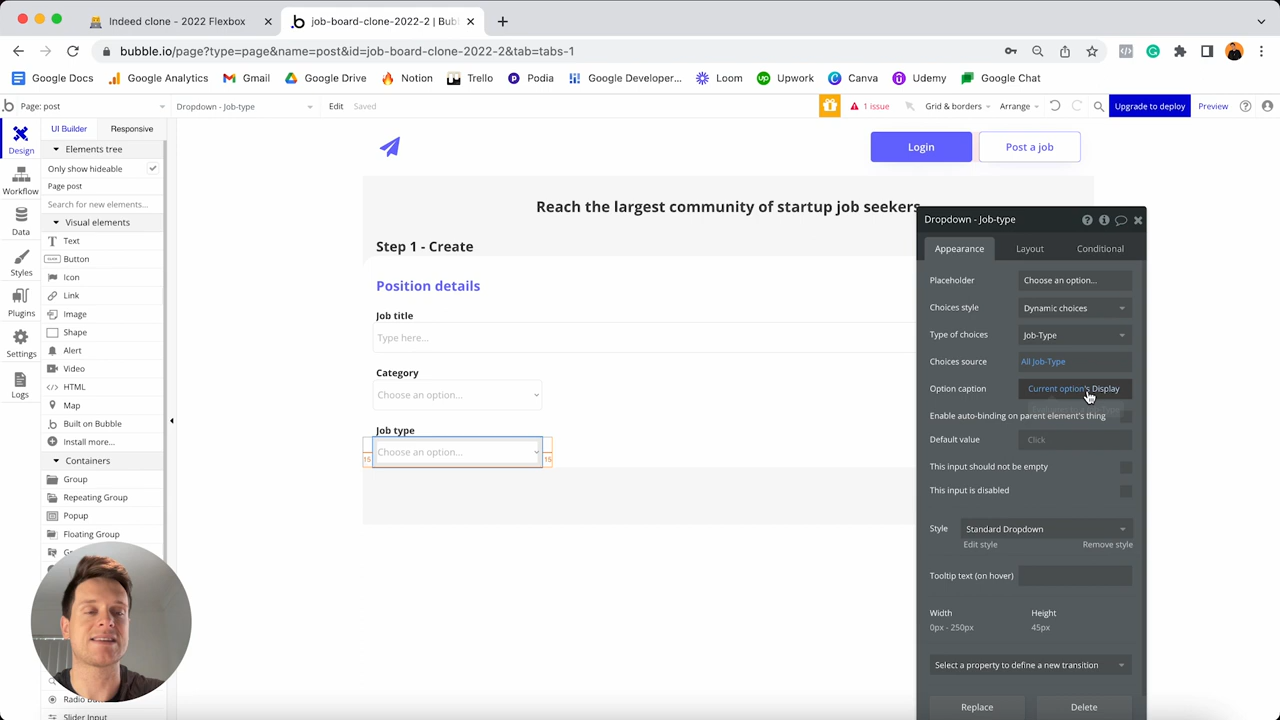 Indeed clone - 2022 Flexbox
job-board-clone-2022-2 | Bubb
bubble.io/page?type=page&name=post&id=job-board-clone-2022-2&tab=tabs-1
Google Docs
Google Analytics
Gmail
Google Drive
Notion
Trello
Podia
Google Developer...
Loom
Upwork
Canva
Udemy
Google Chat
Page: post
Dropdown - Job-type
Edit
Saved
1 issue
Grid & borders
Arrange
Upgrade to deploy
Preview
Design
Workflow
Data
Styles
Plugins
Settings
Logs
UI Builder
Responsive
Elements tree
Only show hideable
Page post
Search for new elements...
Visual elements
Text
Button
Icon
Link
Image
Shape
Alert
Video
HTML
Map
Built on Bubble
Install more...
Containers
Group
Repeating Group
Popup
Floating Group
Slider Input
Login
Post a job
Reach the largest community of startup job seekers
Step 1 - Create
Position details
Job title
Type here...
Category
Choose an option...
Job type
Choose an option...
15
15
Dropdown - Job-type
Appearance
Layout
Conditional
Placeholder
Choose an option...
Choices style
Dynamic choices
Type of choices
Job-Type
Choices source
All Job-Type
Option caption
Current option's Display
Enable auto-binding on parent element's thing
Default value
Click
This input should not be empty
This input is disabled
Style
Standard Dropdown
Edit style
Remove style
Tooltip text (on hover)
Width
Height
0px - 250px
45px
Select a property to define a new transition
Replace
Delete